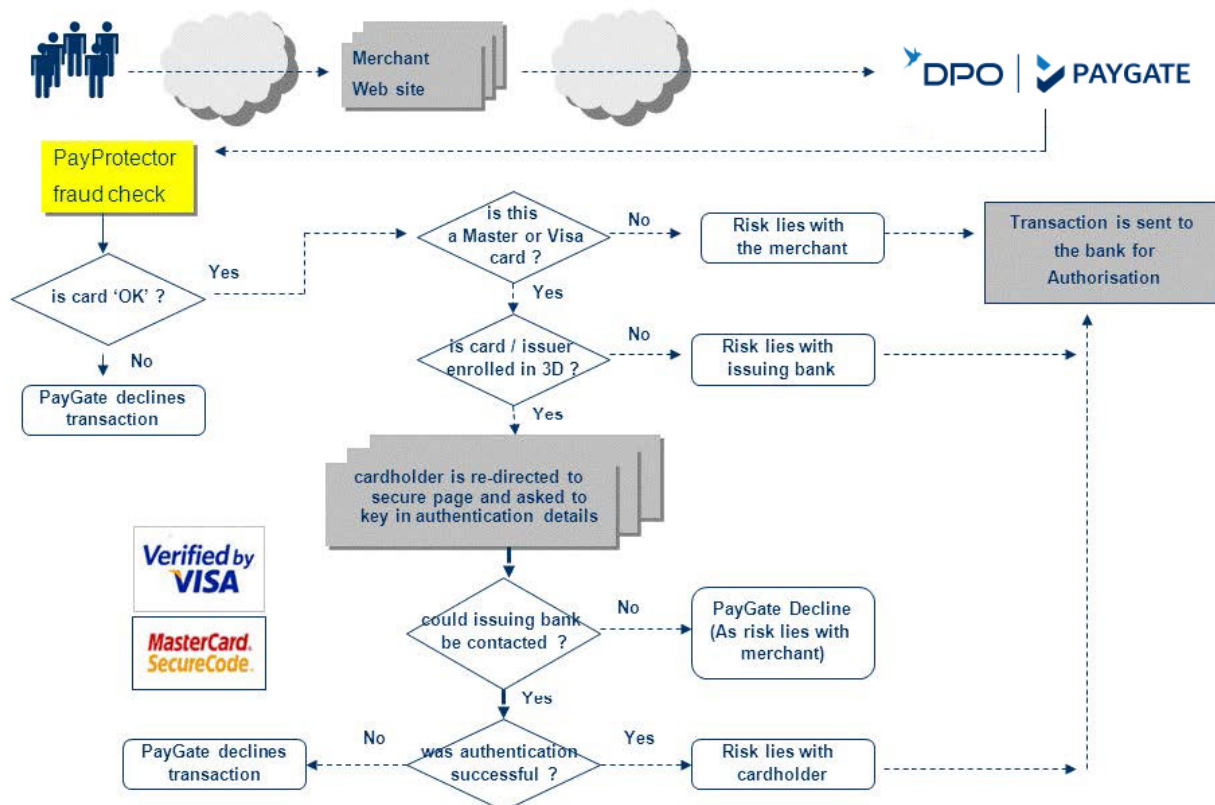 Merchant
Web site
DPO | PAYGATE
PayProtector
fraud check
is card ‘OK’ ?
Yes
No
PayGate declines
transaction
is this
a Master or Visa
card ?
No
Risk lies with
the merchant
Transaction is sent to
the bank for
Authorisation
Yes
is card / issuer
enrolled in 3D ?
No
Risk lies with
issuing bank
Yes
cardholder is re-directed to
secure page and asked to
key in authentication details
Verified by
VISA
MasterCard.
SecureCode.
could issuing bank
be contacted ?
No
PayGate Decline
(As risk lies with
merchant)
Yes
was authentication
successful ?
No
PayGate declines
transaction
Yes
Risk lies with
cardholder